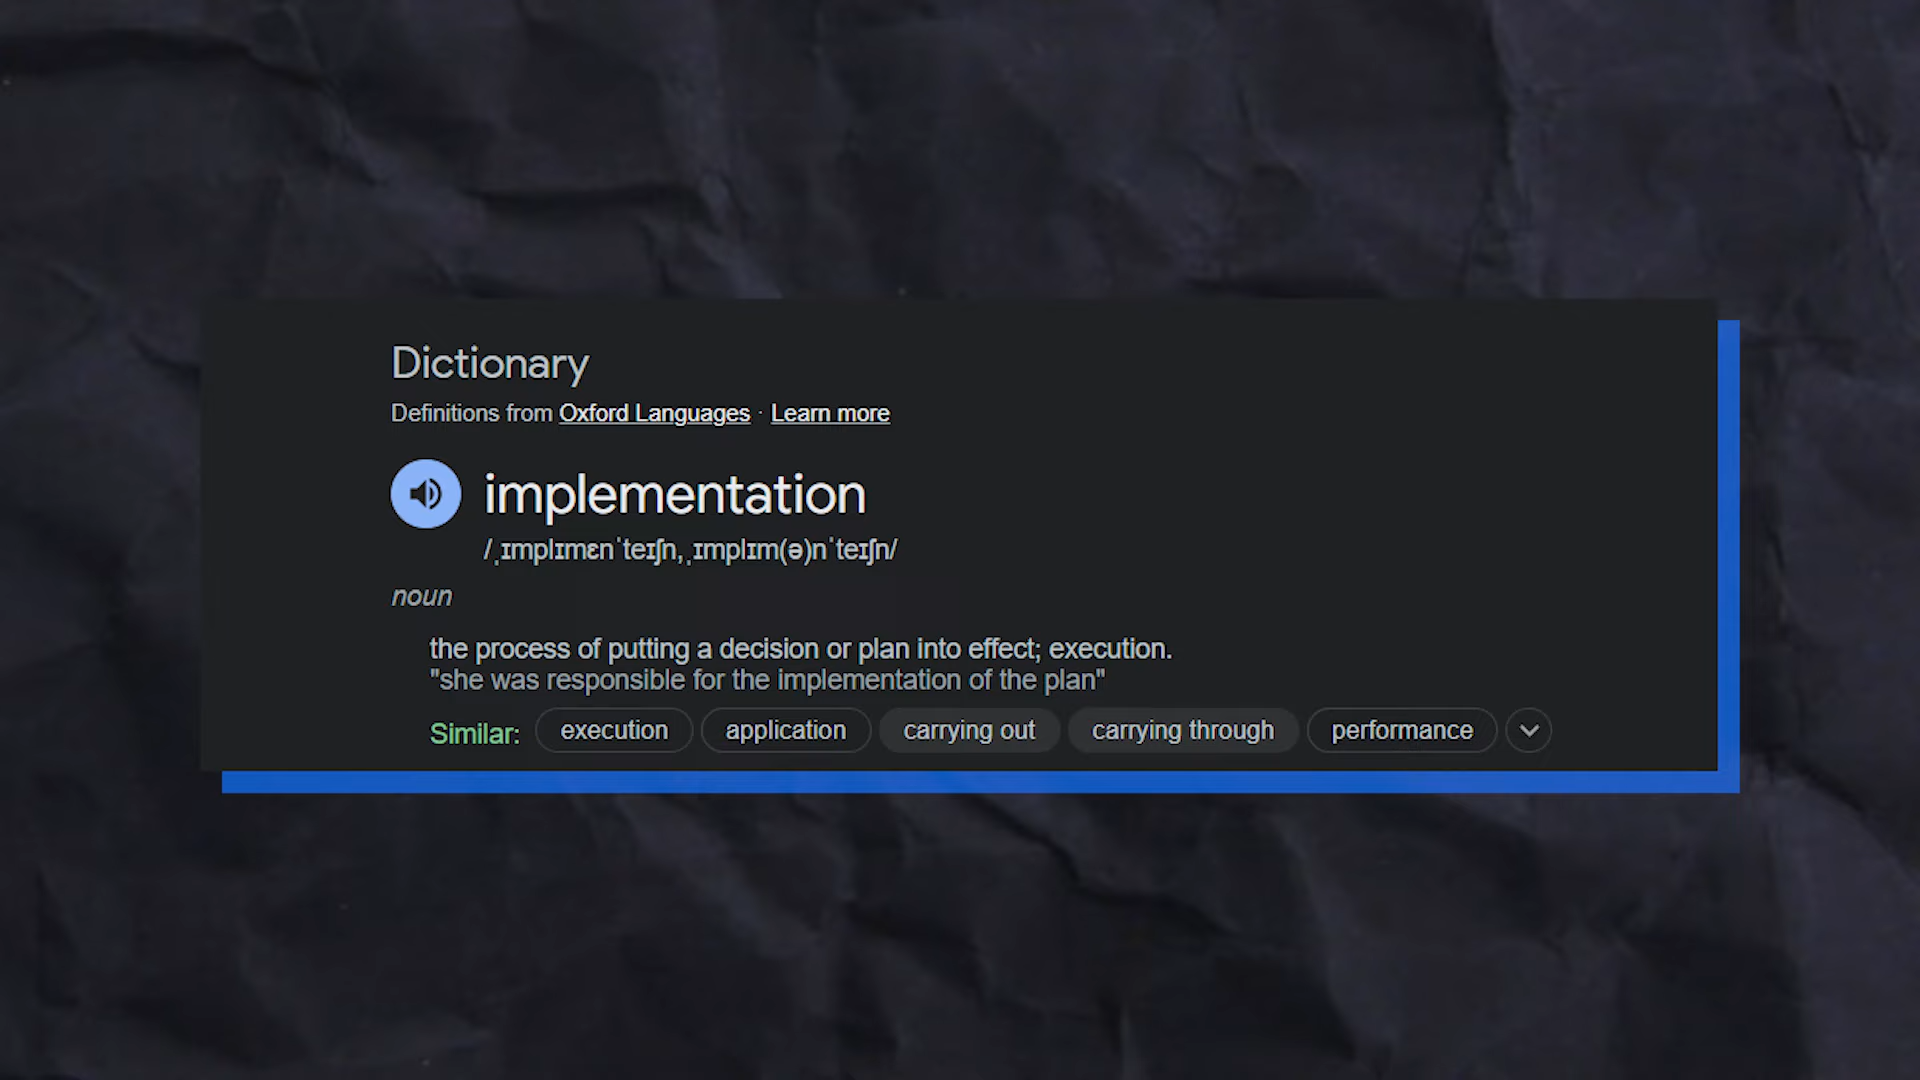 Dictionary
Definitions from Oxford Languages · Learn more
implementation
/ˌɪmplɪmɛnˈteɪʃn,ˌɪmplɪm(ə)nˈteɪʃn/
noun
the process of putting a decision or plan into effect; execution.
"she was responsible for the implementation of the plan"
Similar: execution application carrying out carrying through performance